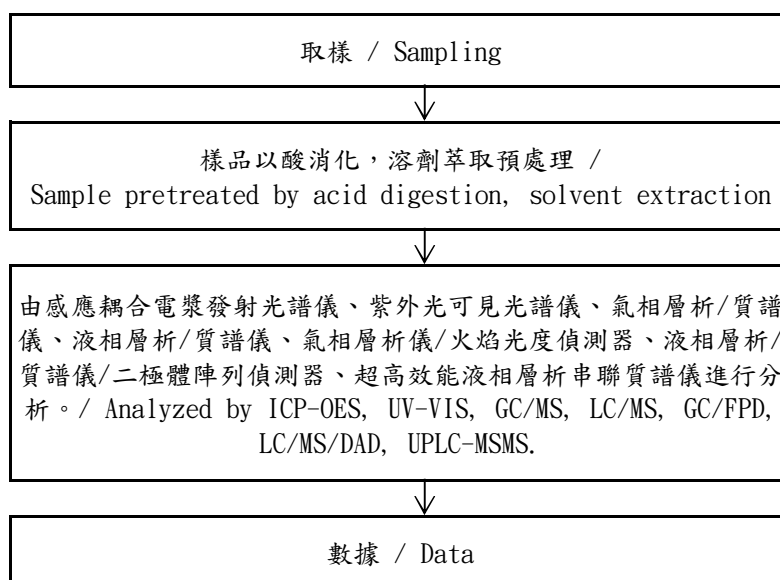 取樣 / Sampling
樣品以酸消化，溶劑萃取預處理 /
Sample pretreated by acid digestion, solvent extraction
由感應耦合電漿發射光譜儀、紫外光可見光譜儀、氣相層析/質譜
儀、液相層析/質譜儀、氣相層析儀/火焰光度偵測器、液相層析/
質譜儀/二極體陣列偵測器、超高效能液相層析串聯質譜儀進行分
析。/ Analyzed by ICP-OES, UV-VIS, GC/MS, LC/MS, GC/FPD,
LC/MS/DAD, UPLC-MSMS.
數據 / Data